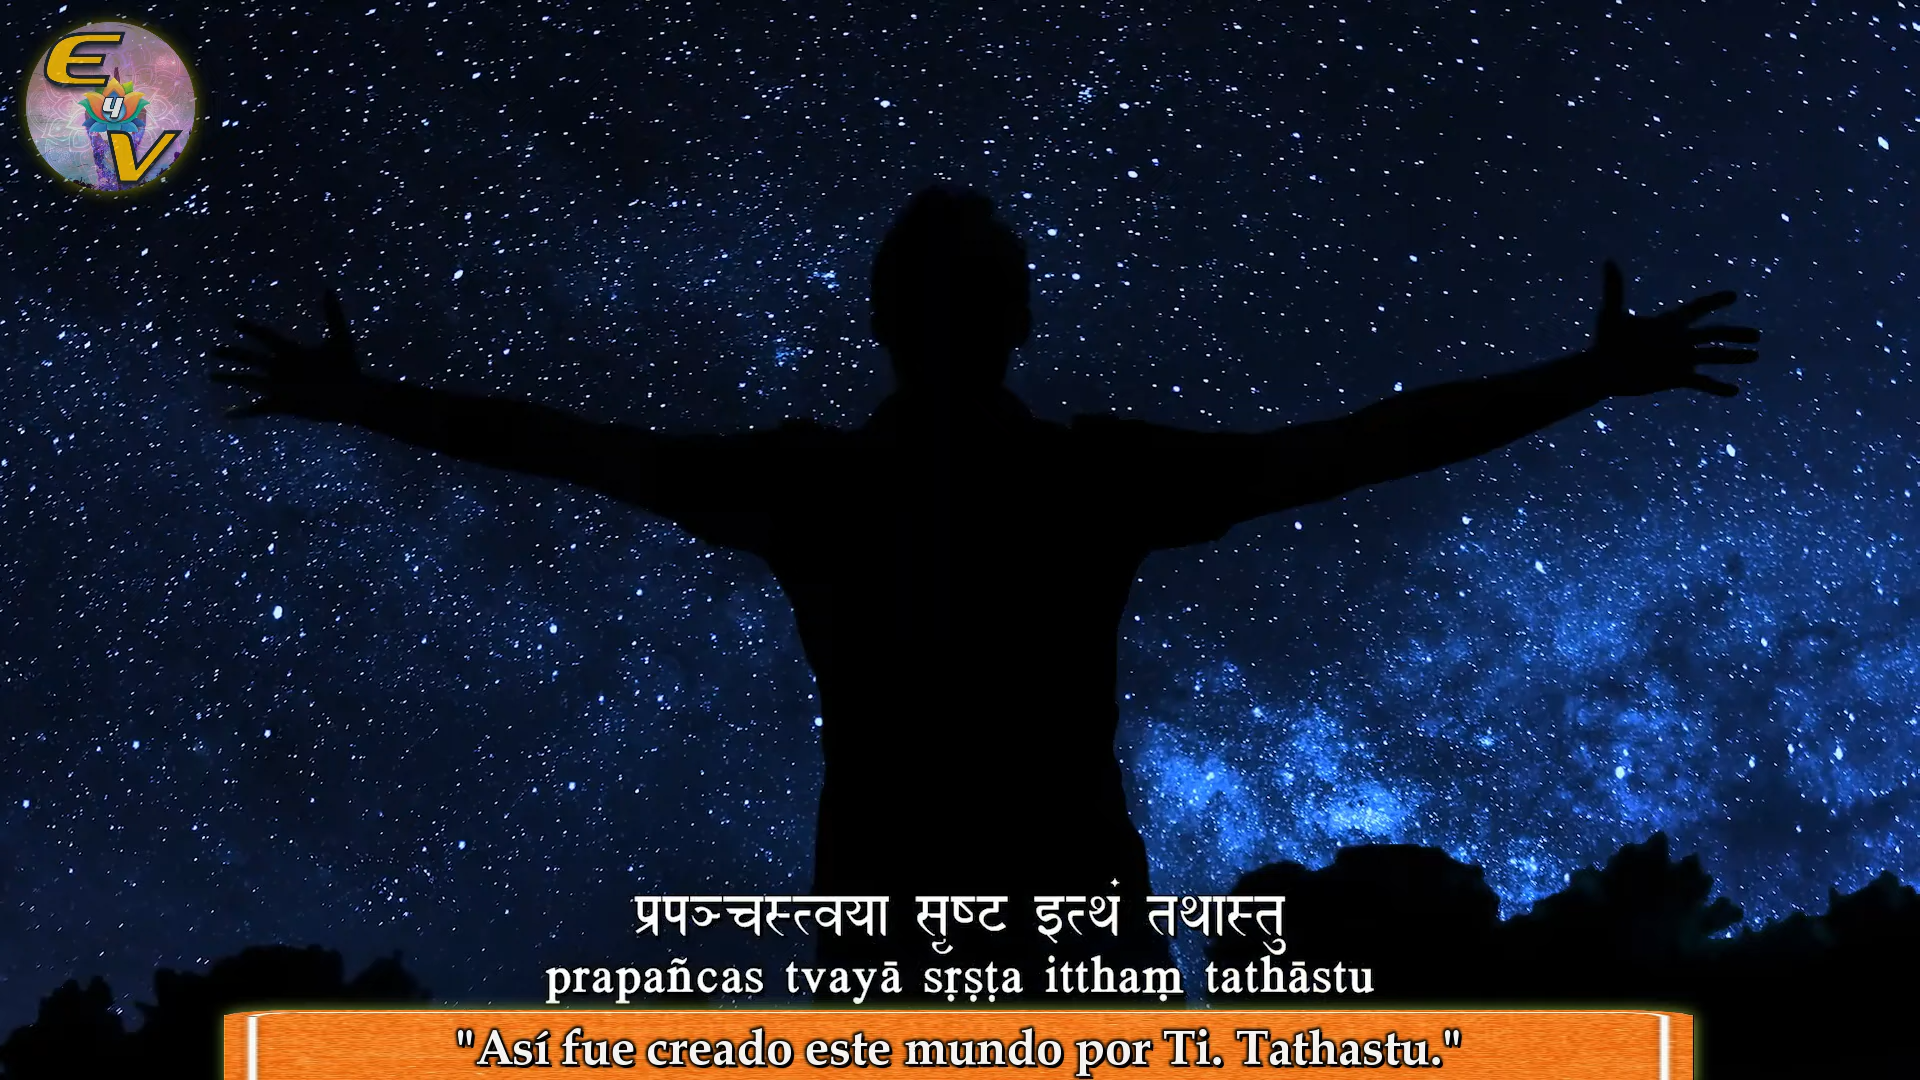 E
y
V
प्रपञ्चस्त्वया सृष्ट इत्थं तथास्तु
prapañcas tvayā sṛṣṭa itthaṃ tathāstu
"Así fue creado este mundo por Ti. Tathastu."